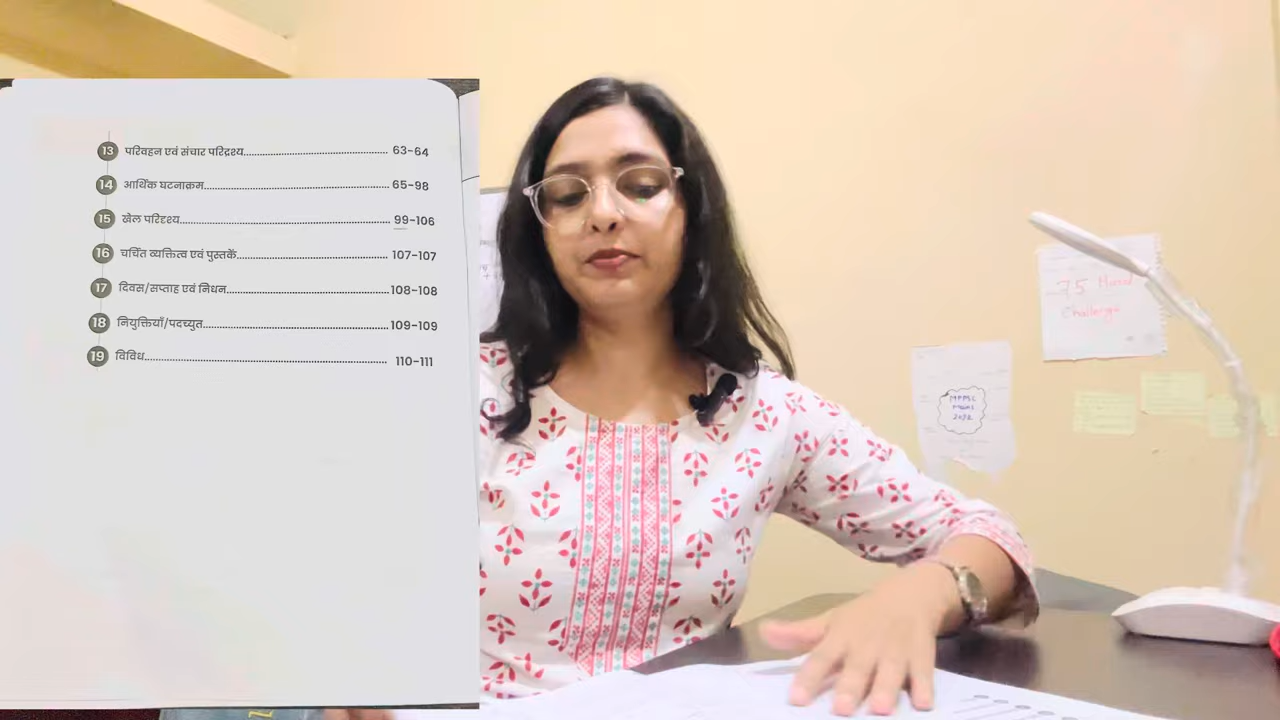 13 परिवहन एवं संचार परिदृश्य 63-64
14 आर्थिक घटनाक्रम 65-98
15 खेल परिदृश्य 99-106
16 चर्चित व्यक्तित्व एवं पुस्तकें 107-107
17 दिवस/सप्ताह एवं निधन 108-108
18 नियुक्तियाँ/पदच्युत 109-109
19 विविध 110-111
75 Hard
Challenge
MPPSC